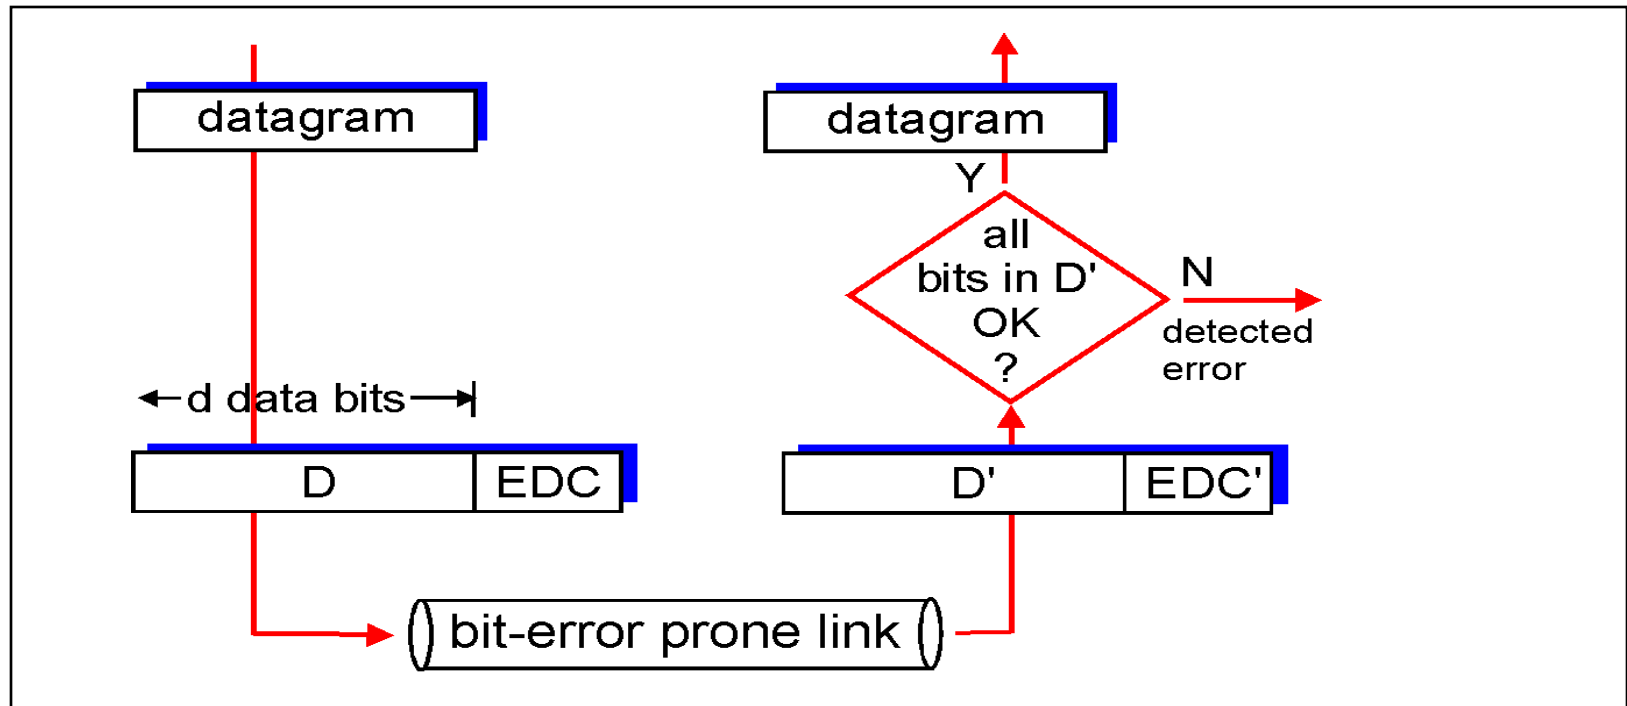 datagram
d data bits
D EDC
bit-error prone link
datagram
Y
all
bits in D'
OK
?
N
detected
error
D' EDC'